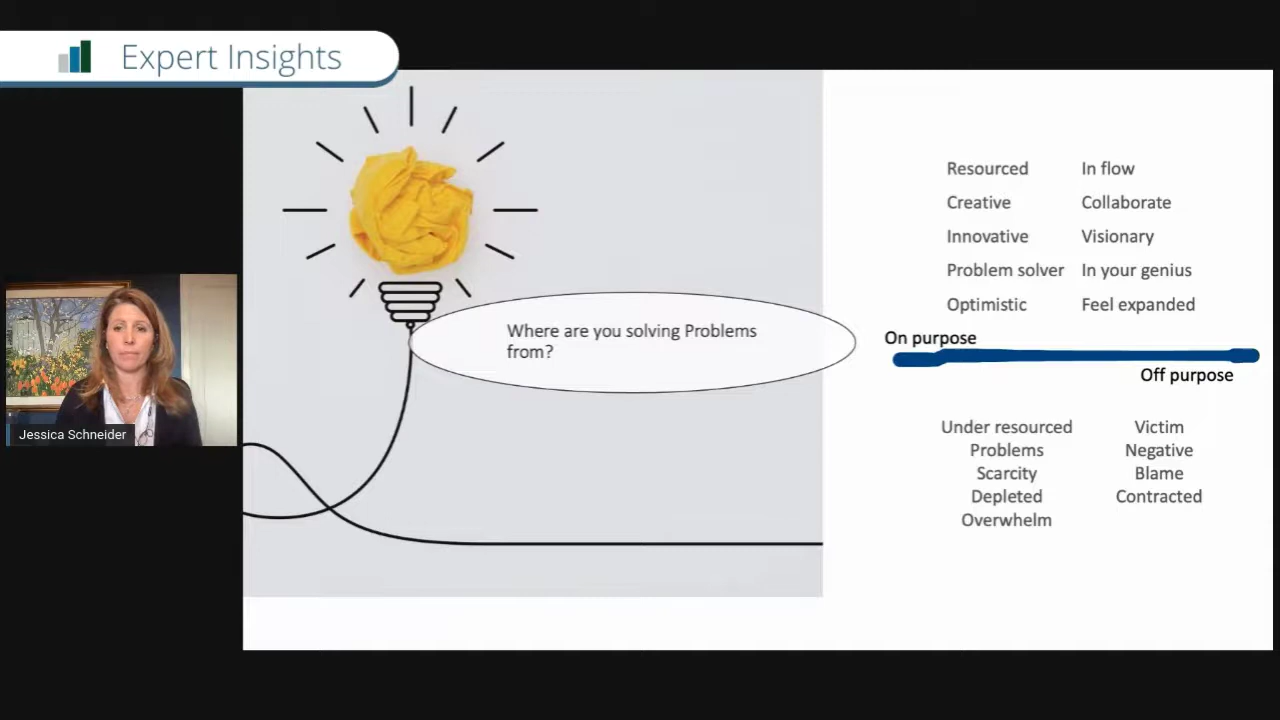 Expert Insights
Jessica Schneider
Where are you solving Problems
from?
Resourced In flow
Creative Collaborate
Innovative Visionary
Problem solver In your genius
Optimistic Feel expanded
On purpose
Off purpose
Under resourced Victim
Problems Negative
Scarcity Blame
Depleted Contracted
Overwhelm